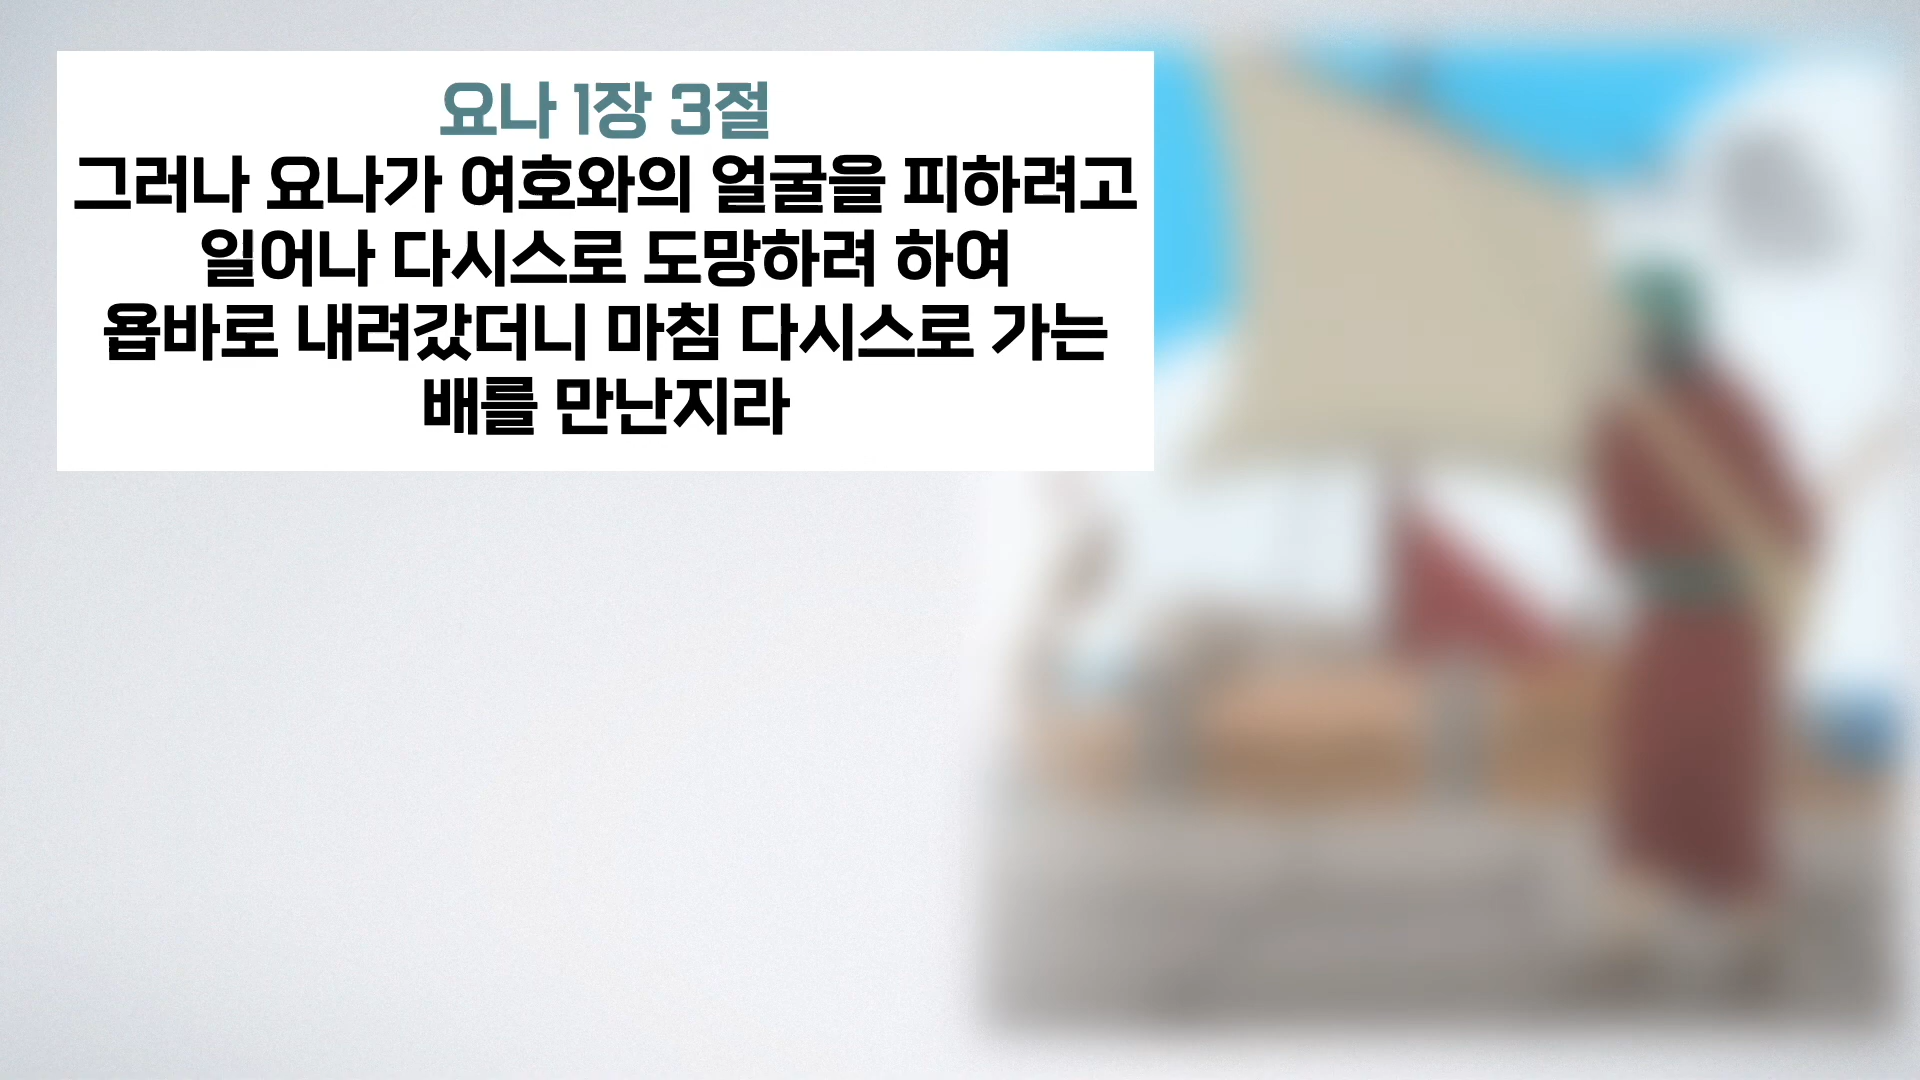 요나 1장 3절
그러나 요나가 여호와의 얼굴을 피하려고
일어나 다시스로 도망하려 하여
욥바로 내려갔더니 마침 다시스로 가는
배를 만난지라